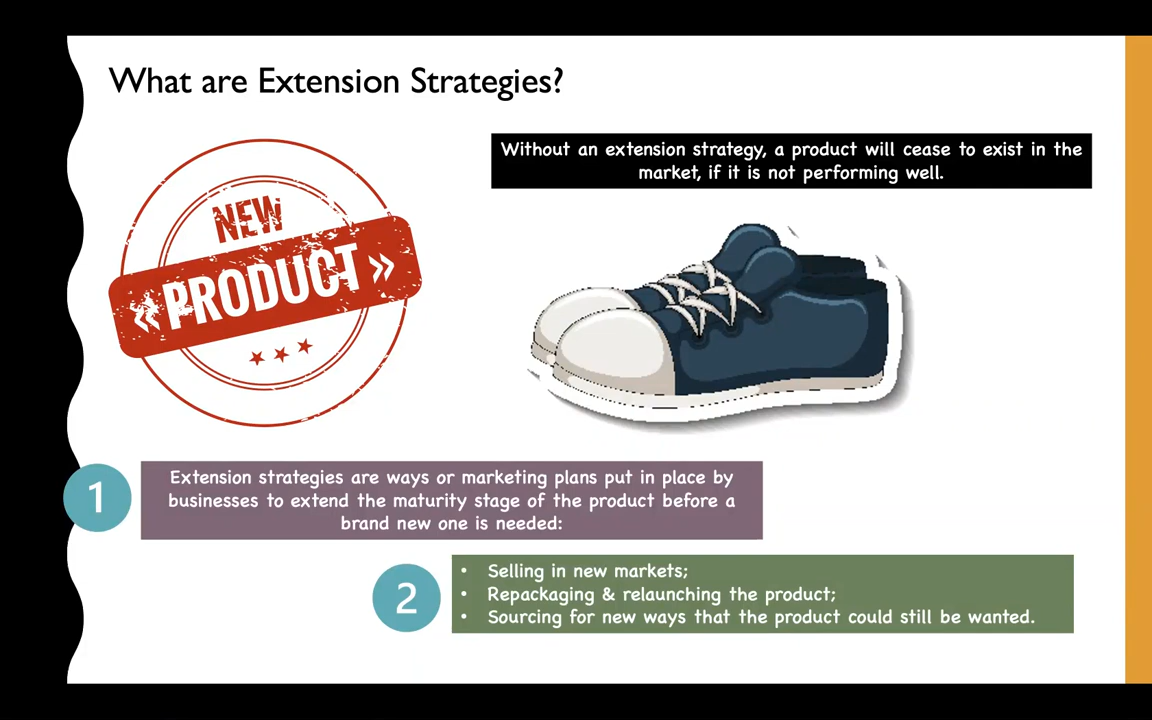 What are Extension Strategies?
Without an extension strategy, a product will cease to exist in the
market, if it is not performing well.
NEW
« PRODUCT »
1
Extension strategies are ways or marketing plans put in place by
businesses to extend the maturity stage of the product before a
brand new one is needed:
2
• Selling in new markets;
• Repackaging & relaunching the product;
• Sourcing for new ways that the product could still be wanted.